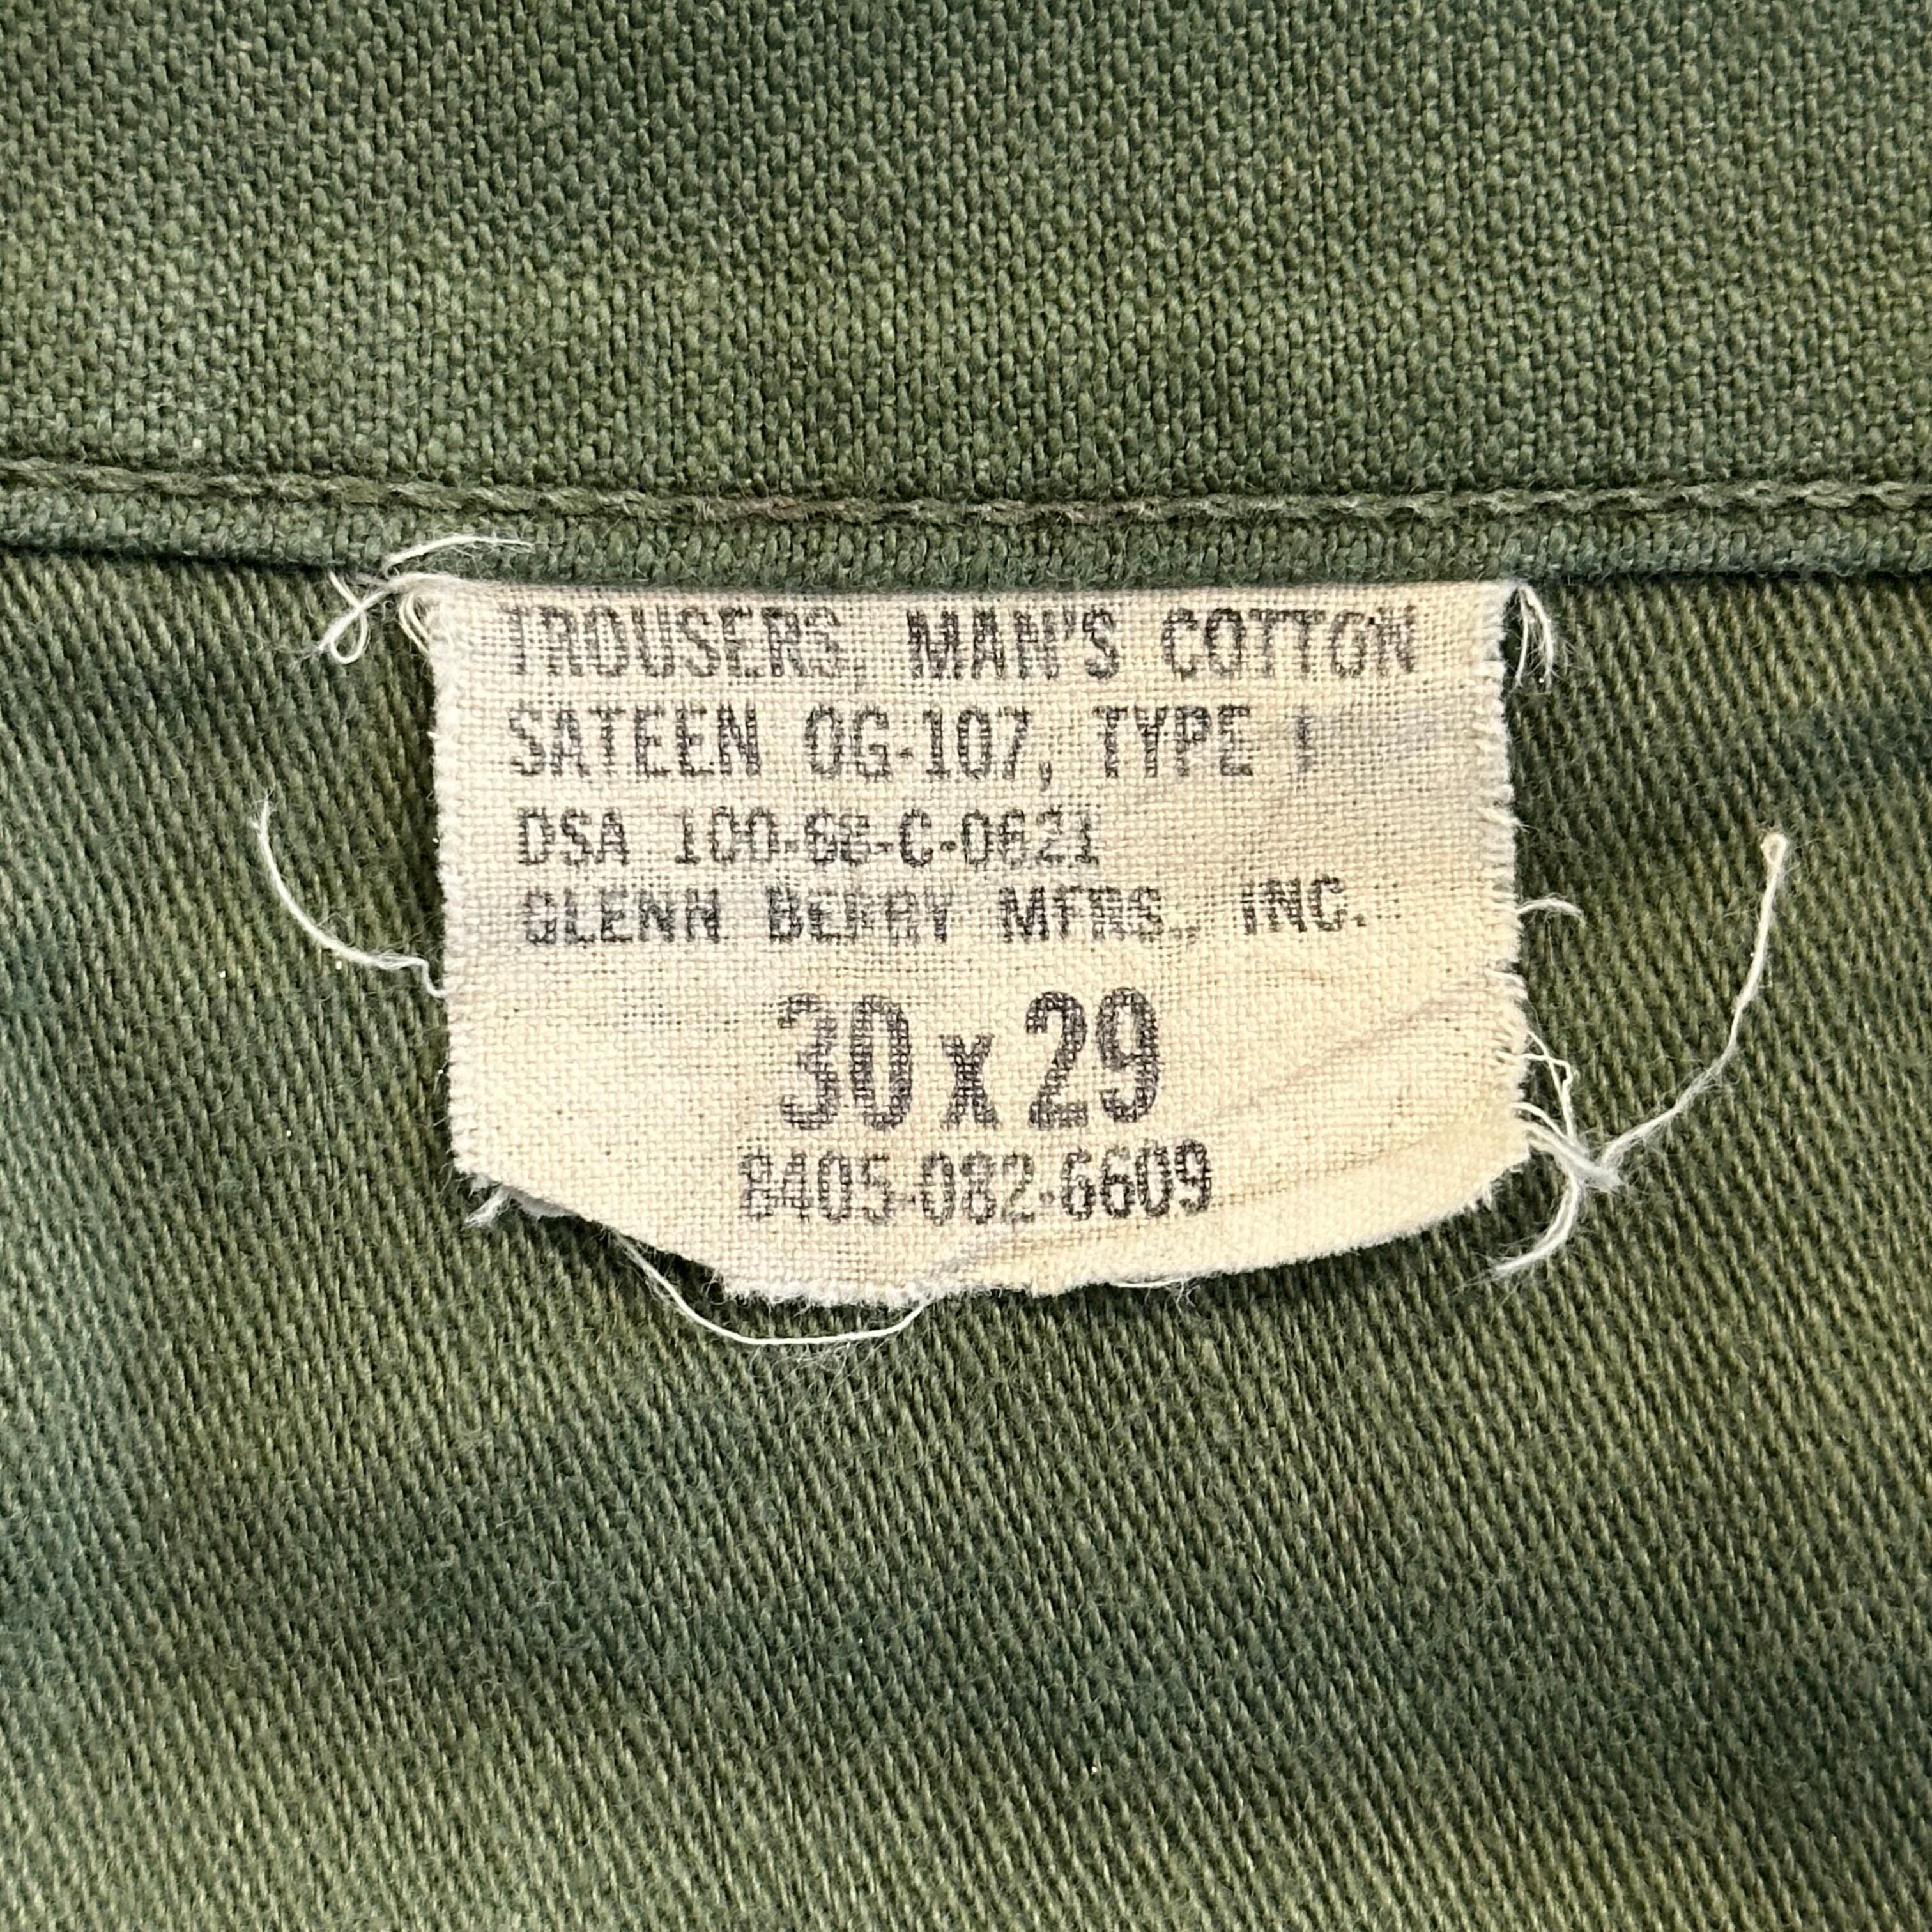 TROUSERS, MAN'S COTTON
SATEEN OG-107, TYPE I
DSA 100-66-C-0621
GLENN BERRY MFRS., INC.
30 x 29
8405-082-6609